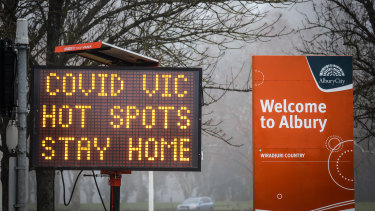 COVID VIC
HOT SPOTS
STAY HOME
AlburyCity
Welcome
to Albury
WIRADJURI COUNTRY